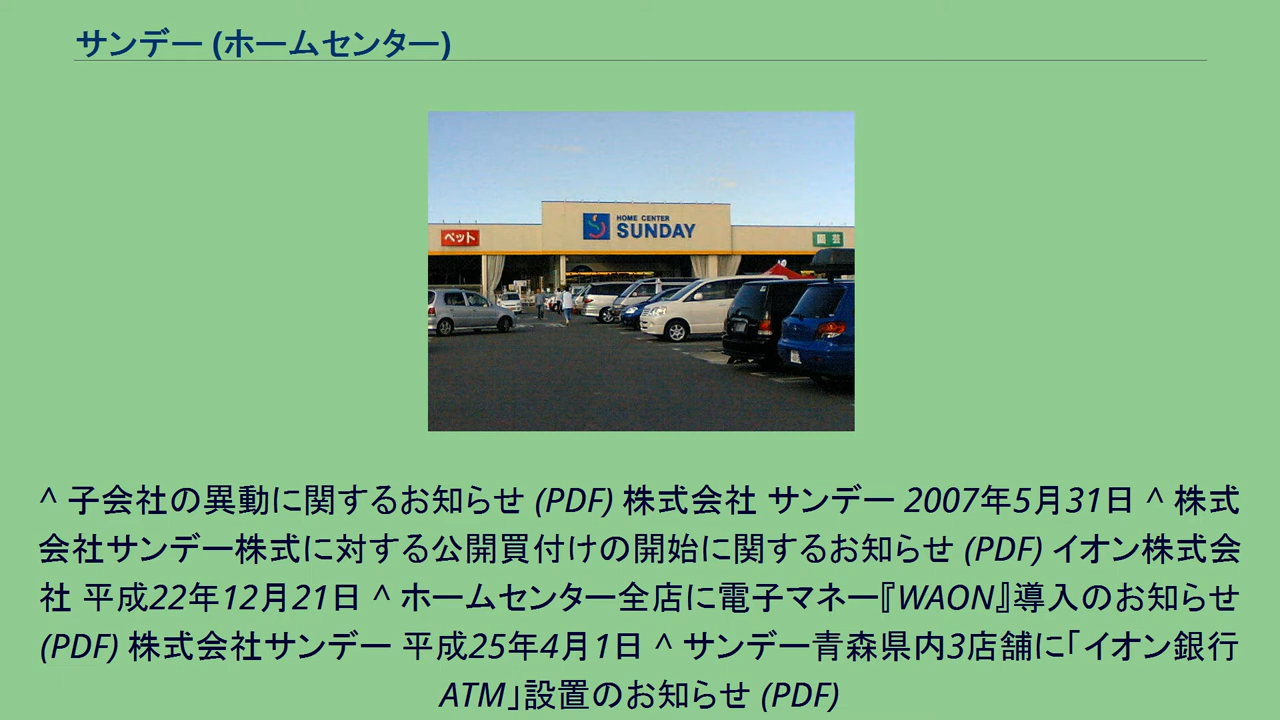 サンデー (ホームセンター)
HOME CENTER
SUNDAY
ペット
園芸
^ 子会社の異動に関するお知らせ (PDF) 株式会社 サンデー 2007年5月31日 ^ 株式
会社サンデー株式に対する公開買付けの開始に関するお知らせ (PDF) イオン株式会
社 平成22年12月21日 ^ ホームセンター全店に電子マネー『WAON』導入のお知らせ
(PDF) 株式会社サンデー 平成25年4月1日 ^ サンデー青森県内3店舗に「イオン銀行
ATM」設置のお知らせ (PDF)